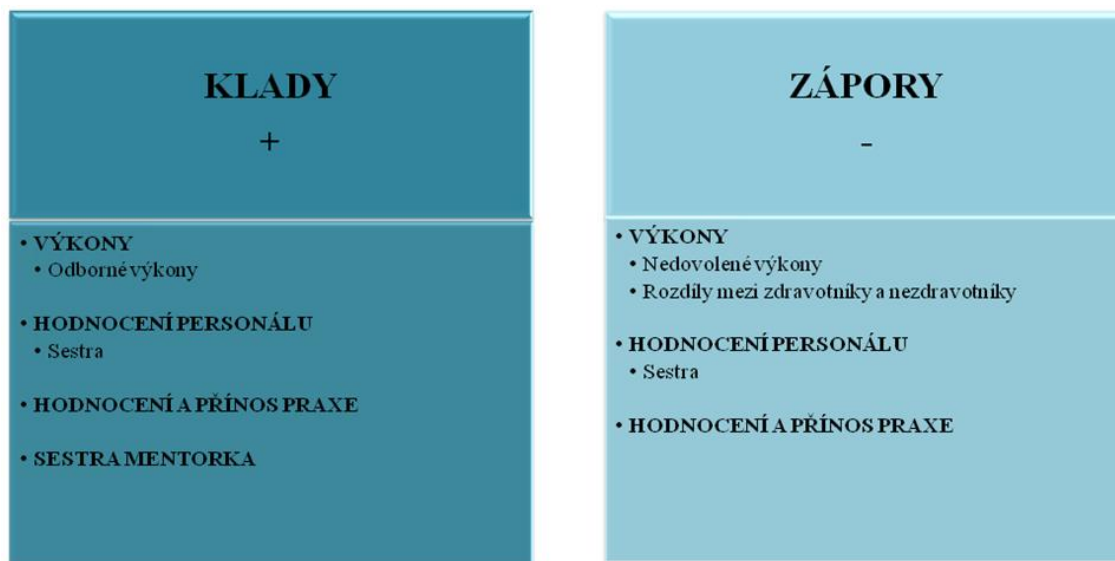 KLADY
+
• VÝKONY
• Odborné výkony
• HODNOCENÍ PERSONÁLU
• Sestra
• HODNOCENÍ A PŘÍNOS PRAXE
• SESTRA MENTORKA
ZÁPORY
-
• VÝKONY
• Nedovolené výkony
• Rozdíly mezi zdravotníky a nezdravotníky
• HODNOCENÍ PERSONÁLU
• Sestra
• HODNOCENÍ A PŘÍNOS PRAXE